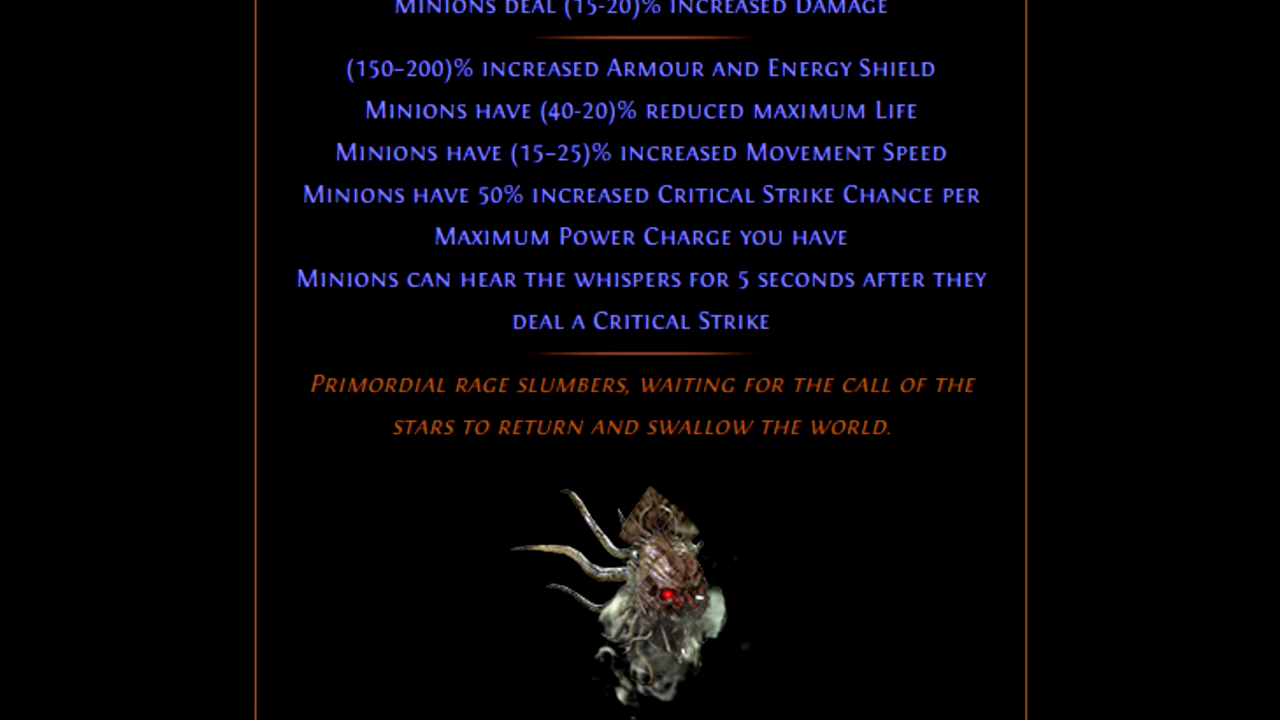 Minions deal (15-20)% increased Damage
(150-200)% increased Armour and Energy Shield
Minions have (40-20)% reduced maximum Life
Minions have (15-25)% increased Movement Speed
Minions have 50% increased Critical Strike Chance per
Maximum Power Charge you have
Minions can hear the whispers for 5 seconds after they
deal a Critical Strike
Primordial rage slumbers, waiting for the call of the
stars to return and swallow the world.